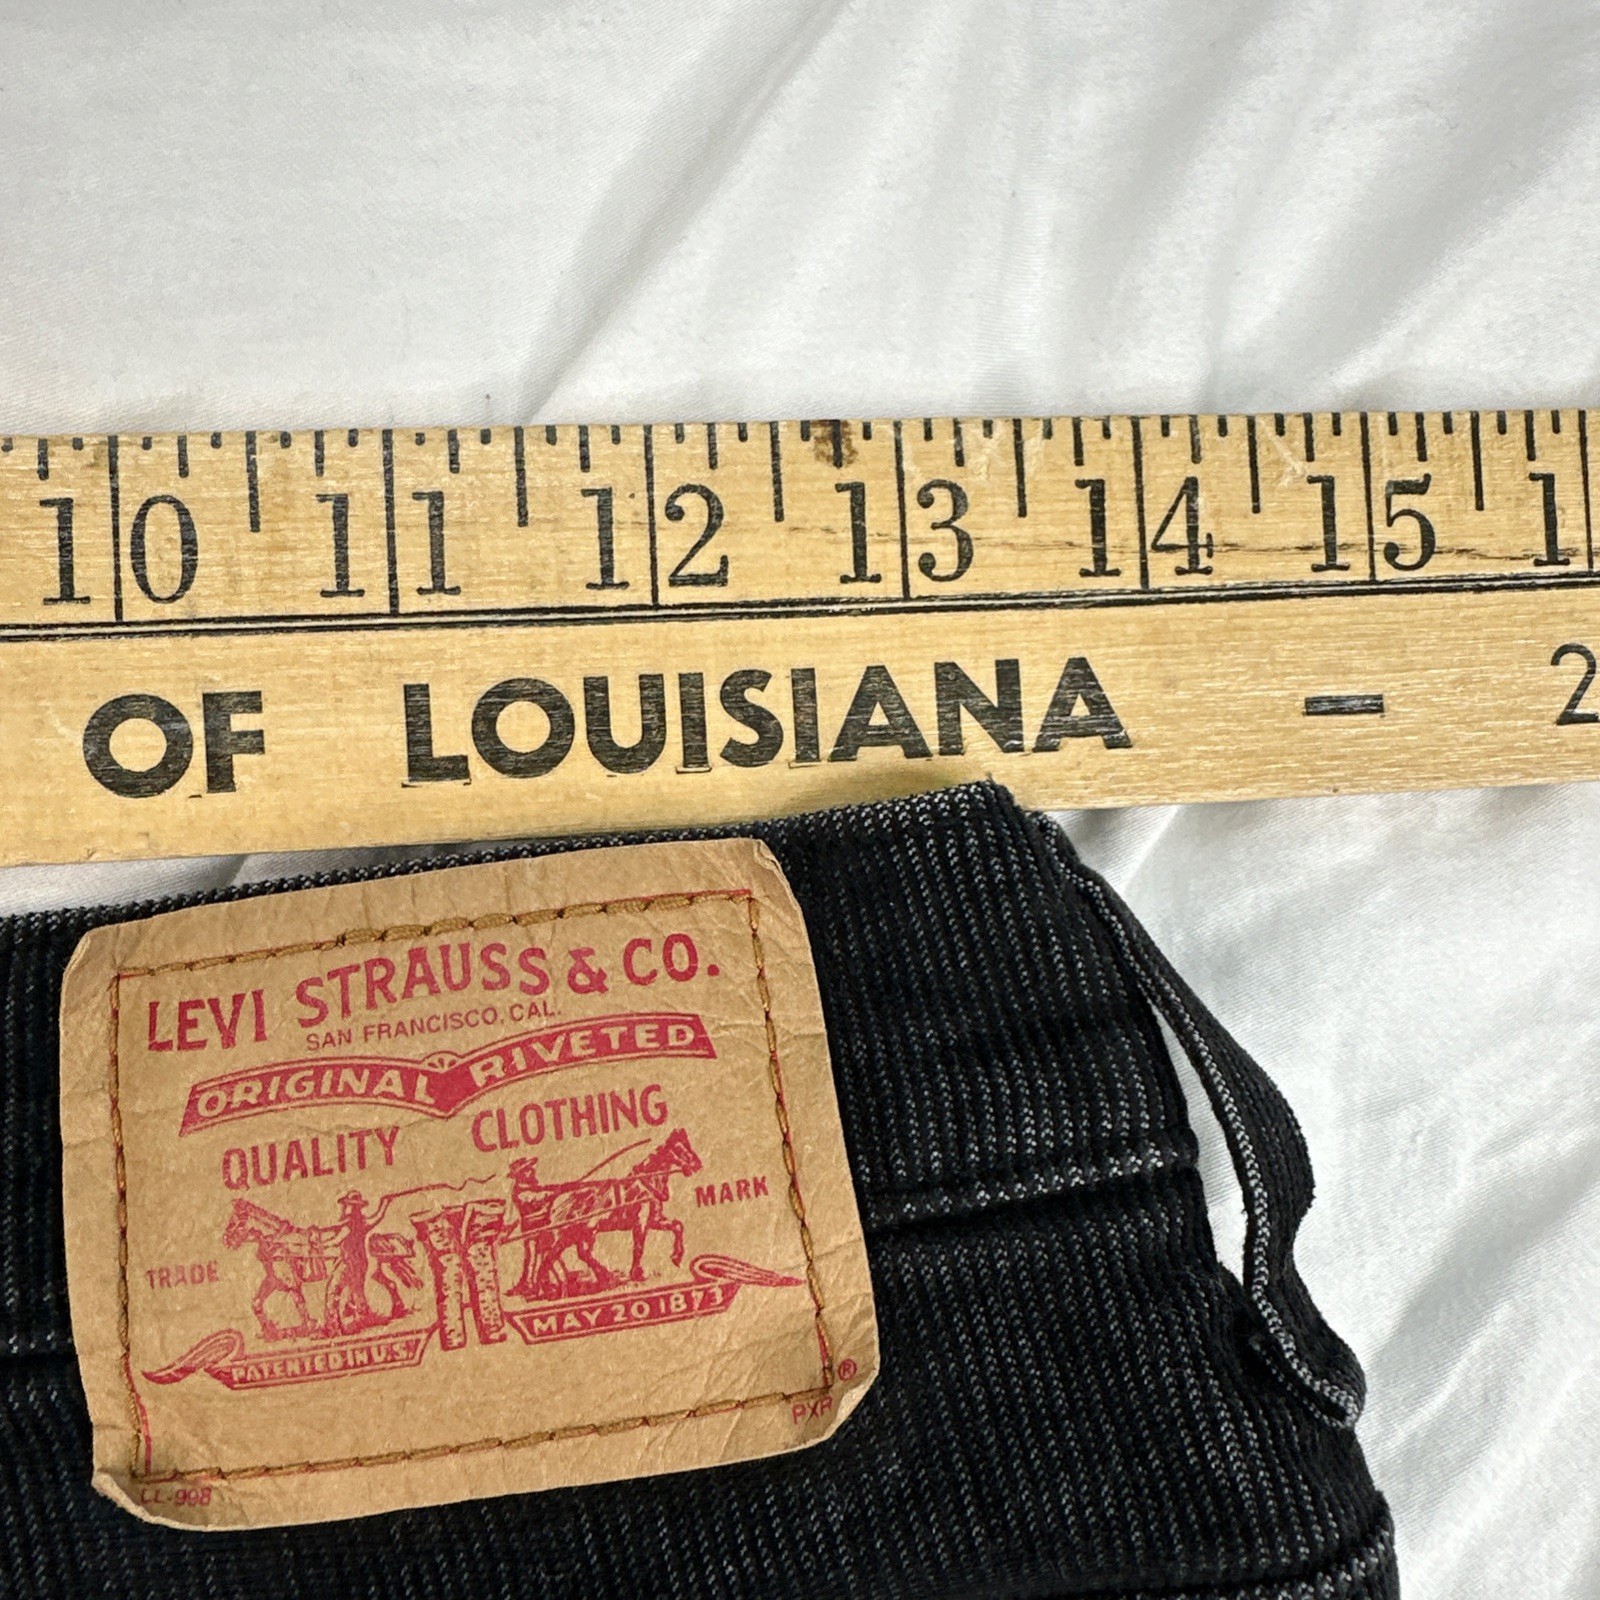 10 11 12 13 14 15 1
OF LOUISIANA - 2
LEVI STRAUSS & CO.
SAN FRANCISCO, CAL.
ORIGINAL RIVETED
QUALITY CLOTHING
TRADE MARK
PATENTED IN U.S. MAY 20 1873
®
PXR
LL-998